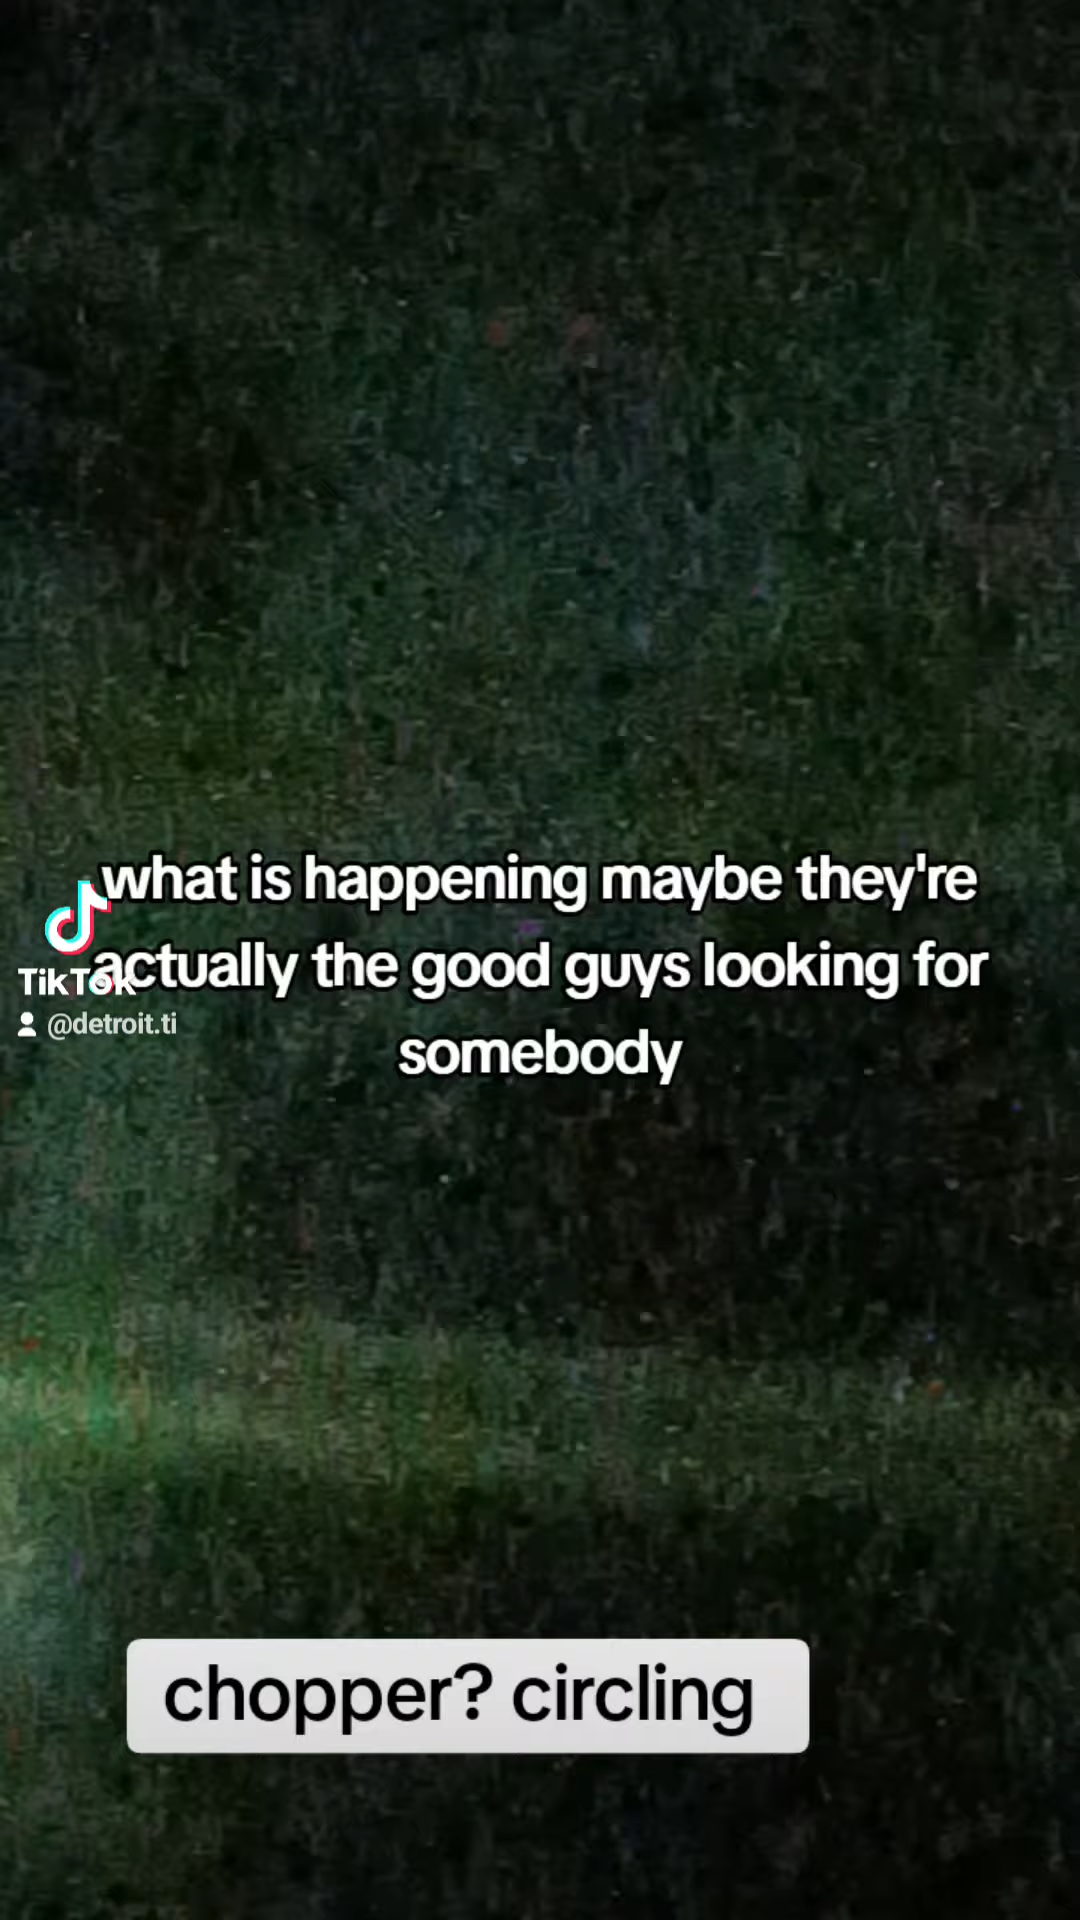 what is happening maybe they're
actually the good guys looking for
somebody
TikTok
@detroit.ti
chopper? circling